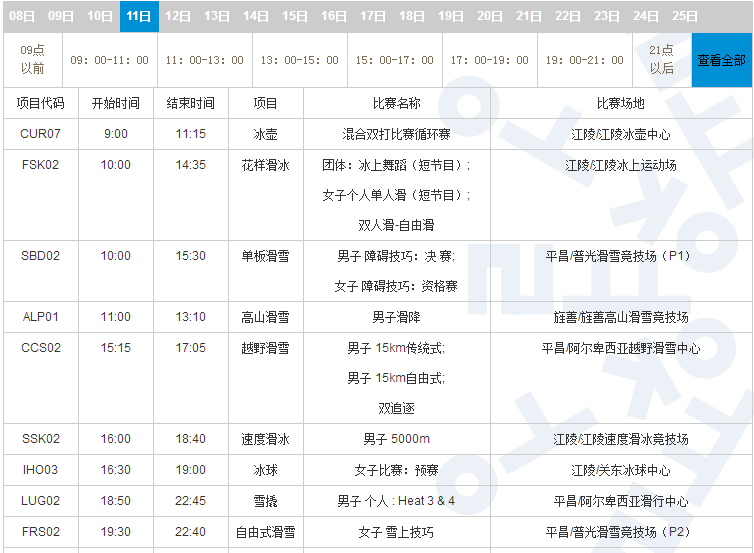 08日 09日 10日 11日 12日 13日 14日 15日 16日 17日 18日 19日 20日 21日 22日 23日 24日 25日
09点
以前
09：00-11：00 11：00-13：00 13：00-15：00 15：00-17：00 17：00-19：00 19：00-21：00
21点
以后
查看全部
项目代码 开始时间 结束时间 项目 比赛名称 比赛场地
CUR07 9:00 11:15 冰壶 混合双打比赛循环赛 江陵/江陵冰壶中心
FSK02 10:00 14:35 花样滑冰 团体：冰上舞蹈（短节目）; 江陵/江陵冰上运动场
女子个人单人滑（短节目）;
双人滑-自由滑
SBD02 10:00 15:30 单板滑雪 男子 障碍技巧：决 赛; 平昌/普光滑雪竞技场（P1）
女子 障碍技巧：资格赛
ALP01 11:00 13:10 高山滑雪 男子滑降 旌善/旌善高山滑雪竞技场
CCS02 15:15 17:05 越野滑雪 男子 15km传统式; 平昌/阿尔卑西亚越野滑雪中心
男子 15km自由式;
双追逐
SSK02 16:00 18:40 速度滑冰 男子 5000m 江陵/江陵速度滑冰竞技场
IHO03 16:30 19:00 冰球 女子比赛：预赛 江陵/关东冰球中心
LUG02 18:50 22:45 雪撬 男子 个人 : Heat 3 & 4 平昌/阿尔卑西亚滑行中心
FRS02 19:30 22:40 自由式滑雪 女子 雪上技巧 平昌/普光滑雪竞技场（P2）